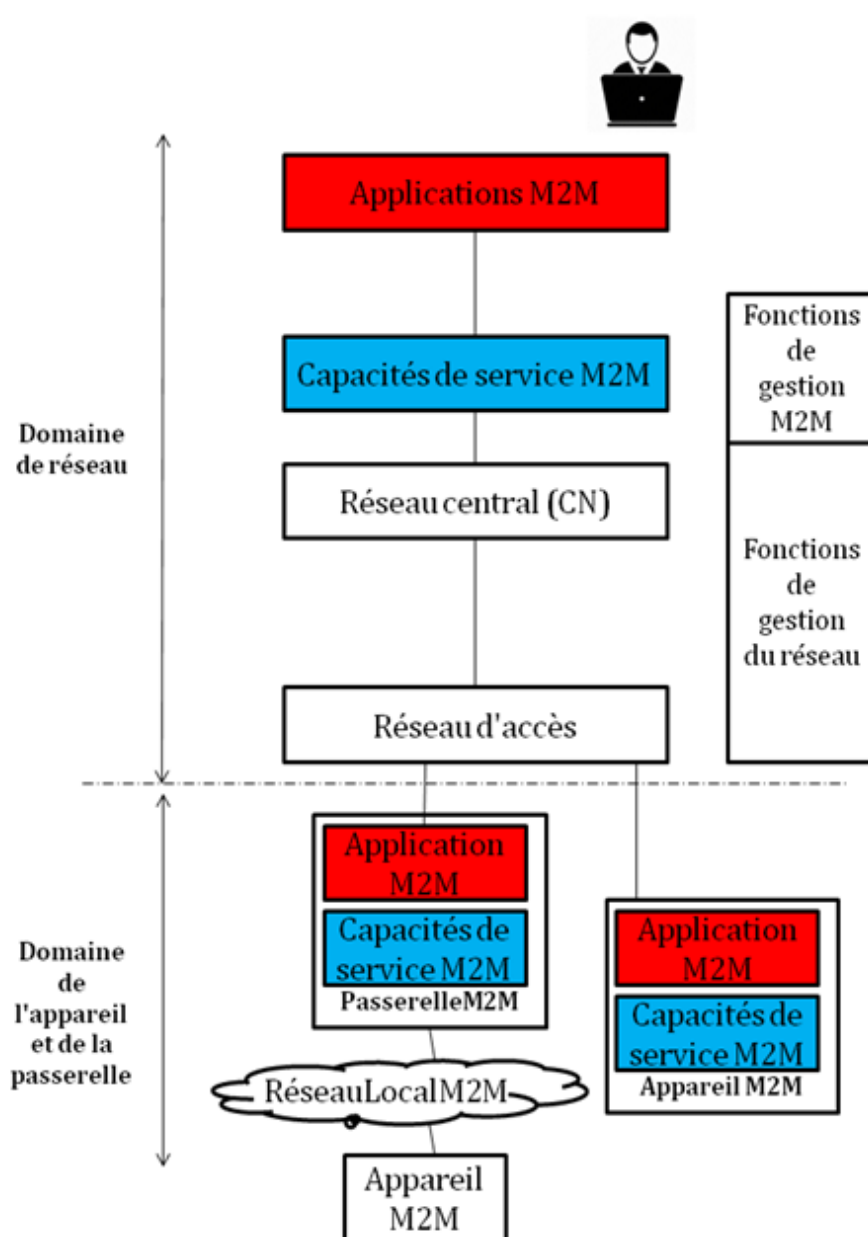 Applications M2M
Capacités de service M2M
Réseau central (CN)
Réseau d'accès
Fonctions
de
gestion
M2M
Fonctions
de
gestion
du réseau
Domaine
de réseau
Domaine
de
l'appareil
et de la
passerelle
Application
M2M
Capacités de
service M2M
PasserelleM2M
RéseauLocalM2M
Appareil
M2M
Application
M2M
Capacités de
service M2M
Appareil M2M